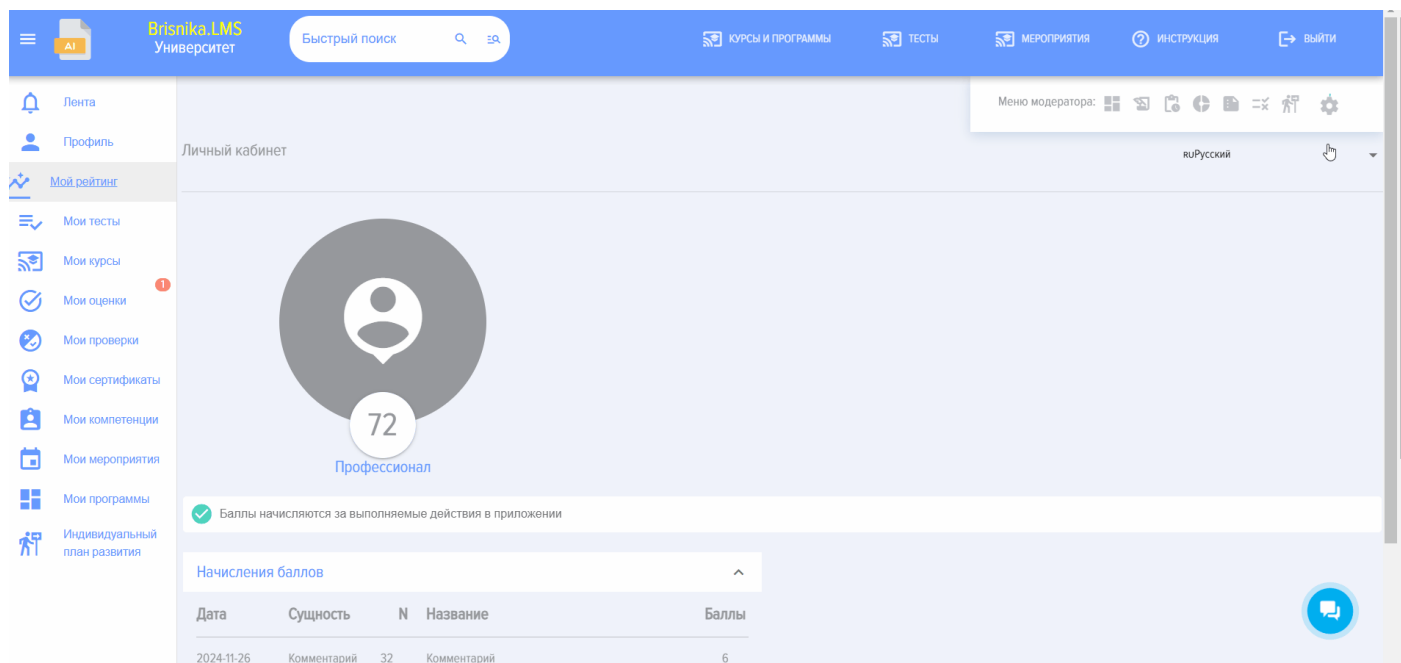 AI
Brisnika.LMS
Университет
Быстрый поиск
КУРСЫ И ПРОГРАММЫ
ТЕСТЫ
МЕРОПРИЯТИЯ
ИНСТРУКЦИЯ
ВЫЙТИ
Меню модератора:
Лента
Профиль
Мой рейтинг
Мои тесты
Мои курсы
1
Мои оценки
Мои проверки
Мои сертификаты
Мои компетенции
Мои мероприятия
Мои программы
Индивидуальный
план развития
Личный кабинет
RUРусский
72
Профессионал
Баллы начисляются за выполняемые действия в приложении
Начисления баллов
Дата Сущность N Название Баллы
2024-11-26 Комментарий 32 Комментарий 6